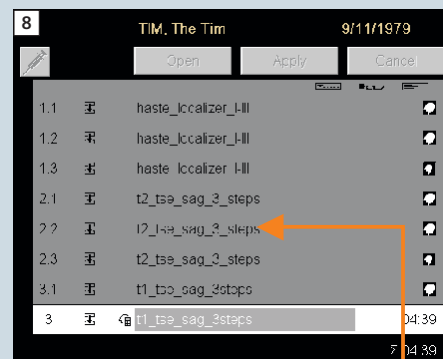 8
TIM, The Tim 9/11/1979
Open Apply Cancel
1.1 haste_localizer_I-III
1.2 haste_localizer_I-III
1.3 haste_localizer_I-III
2.1 t2_tse_sag_3_steps
2.2 t2_tse_sag_3_steps
2.3 t2_tse_sag_3_steps
3.1 t1_tse_sag_3steps
3 t1_tse_sag_3steps 04:39
04:39